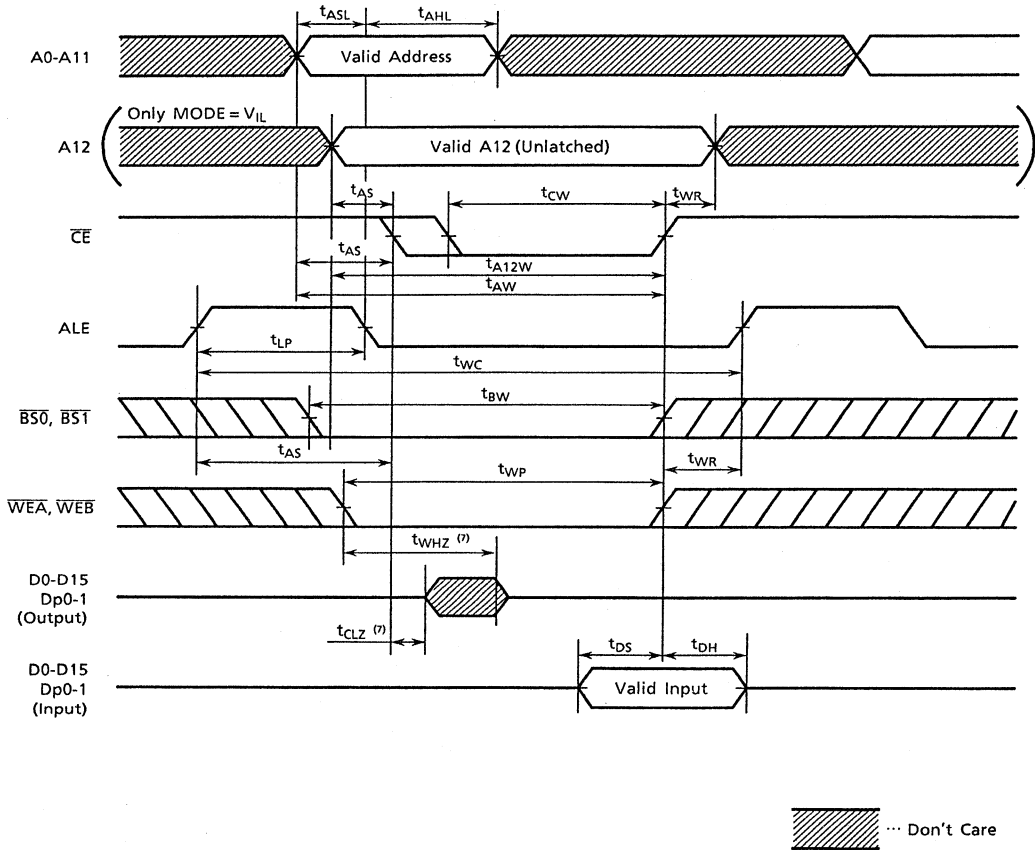 tASL tAHL
A0-A11 Valid Address
Only MODE = VIL
A12 Valid A12 (Unlatched)
tAS tCW tWR
CE
tAS tA12W
tAW
ALE
tLP
tWC
BS0, BS1 tBW
tAS tWR
tWP
WEA, WEB
tWHZ (7)
D0-D15
Dp0-1
(Output)
tCLZ (7)
tDS tDH
D0-D15
Dp0-1 Valid Input
(Input)
··· Don't Care